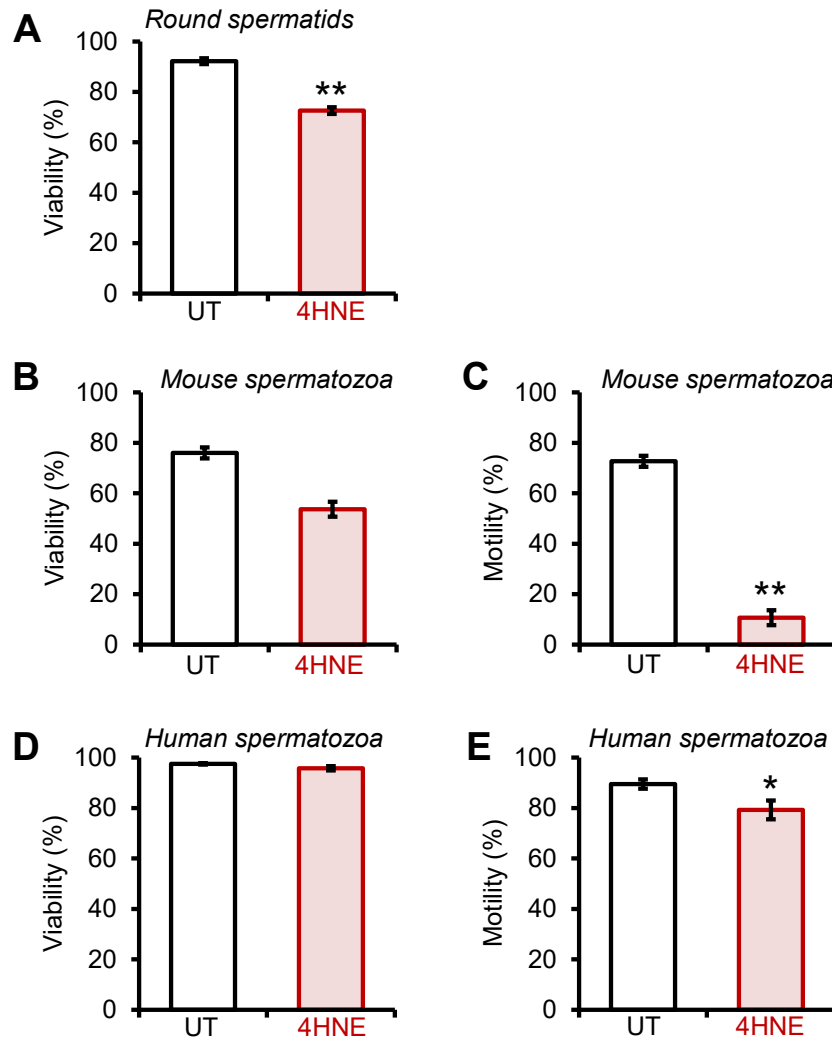 A
Round spermatids
Viability (%)
100
80
60
40
20
0
**
UT
4HNE
B
Mouse spermatozoa
Viability (%)
100
80
60
40
20
0
UT
4HNE
C
Mouse spermatozoa
Motility (%)
100
80
60
40
20
0
**
UT
4HNE
D
Human spermatozoa
Viability (%)
100
80
60
40
20
0
UT
4HNE
E
Human spermatozoa
Motility (%)
100
80
60
40
20
0
*
UT
4HNE